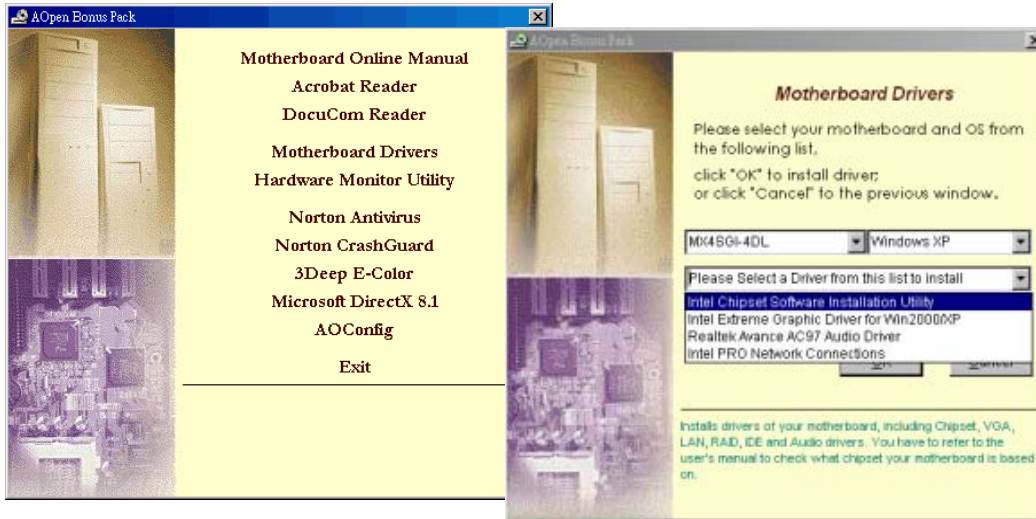 AOpen Bonus Pack
Motherboard Online Manual
Acrobat Reader
DocuCom Reader
Motherboard Drivers
Hardware Monitor Utility
Norton Antivirus
Norton CrashGuard
3Deep E-Color
Microsoft DirectX 8.1
AOConfig
Exit
AOpen Bonus Pack
Motherboard Drivers
Please select your motherboard and OS from
the following list,
click "OK" to install driver;
or click "Cancel" to the previous window.
MX4SGI-4DL Windows XP
Please Select a Driver from this list to install
Intel Chipset Software Installation Utility
Intel Extreme Graphic Driver for Win2000/XP
Realtek Avance AC97 Audio Driver
Intel PRO Network Connections
OK Cancel
Installs drivers of your motherboard, including Chipset, VGA,
LAN, RAID, IDE and Audio drivers. You have to refer to the
user's manual to check what chipset your motherboard is based
on.